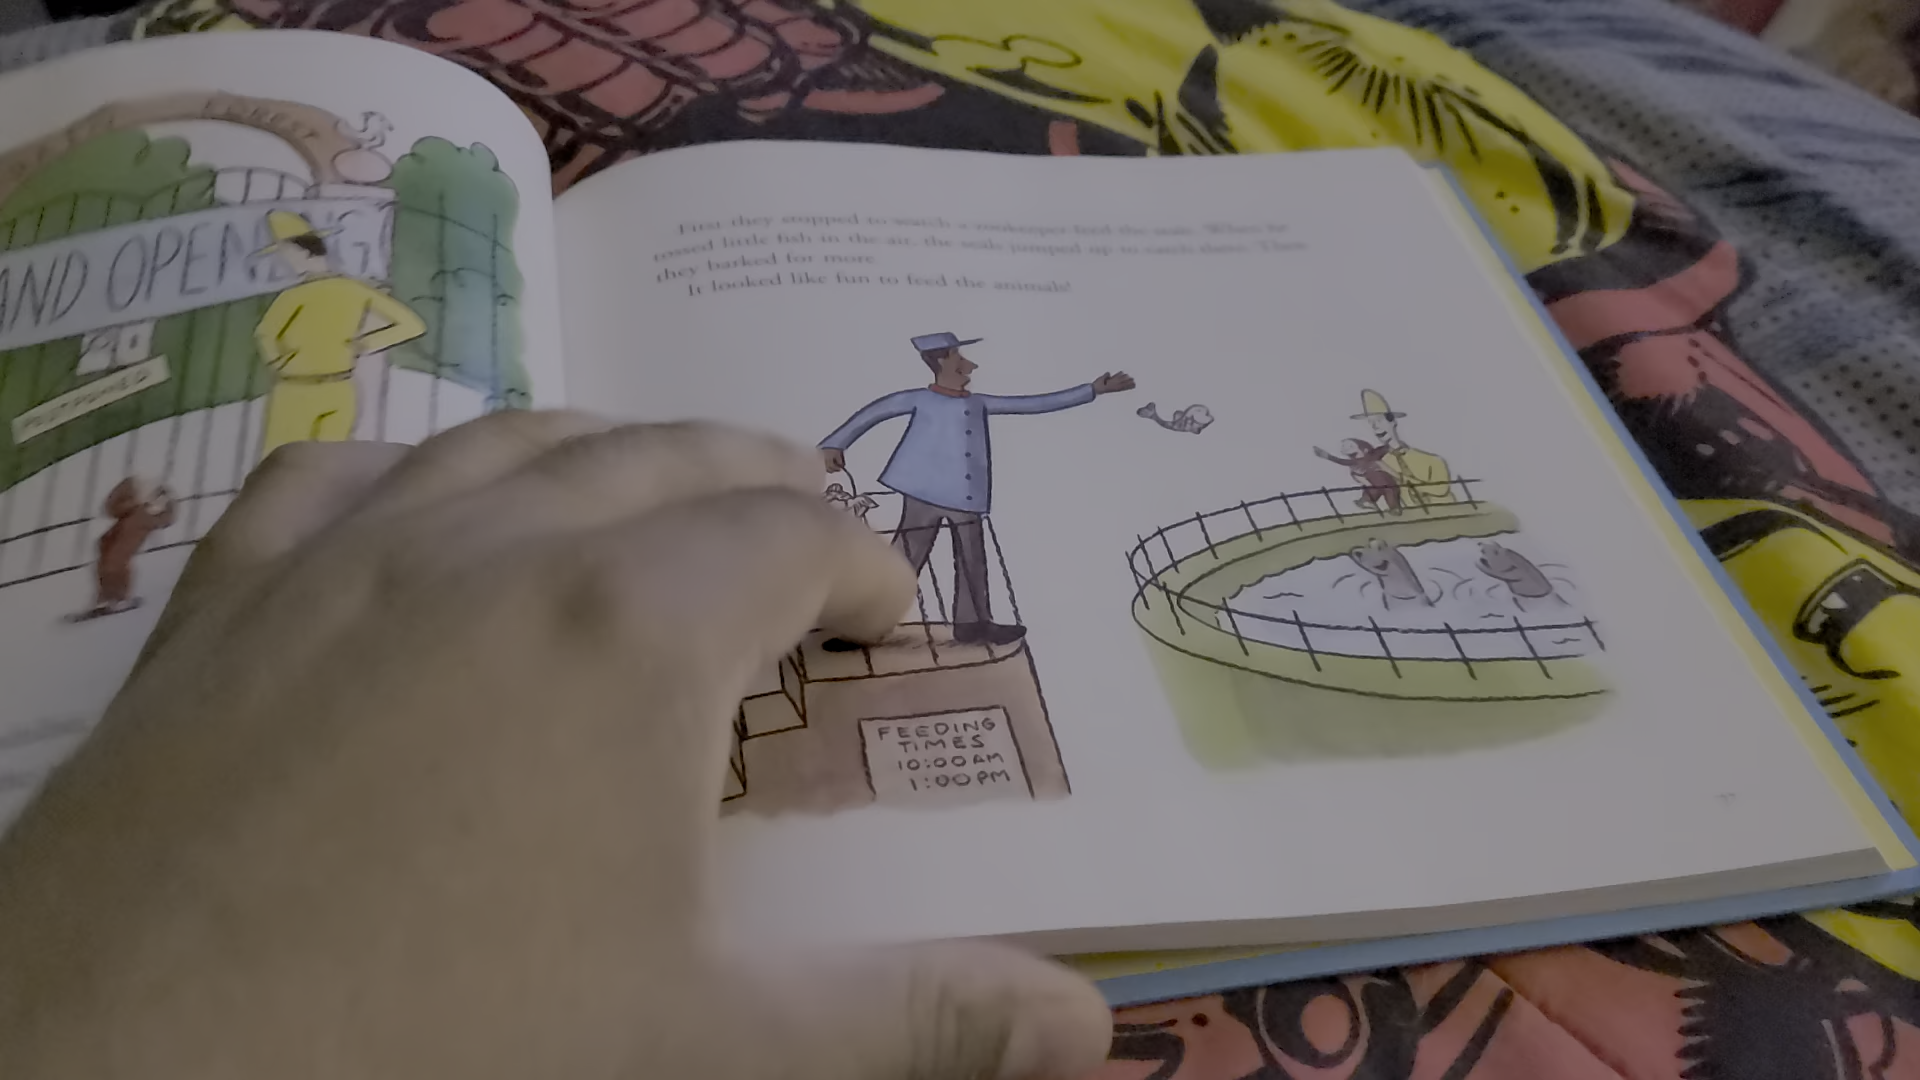 AND OPENING!
POSTPONED
First they stopped to watch a zookeeper feed the seals. When he
tossed little fish in the air, the seals jumped up to catch them. Then
they barked for more.
It looked like fun to feed the animals!
FEEDING
TIMES
10:00 AM
1:00 PM